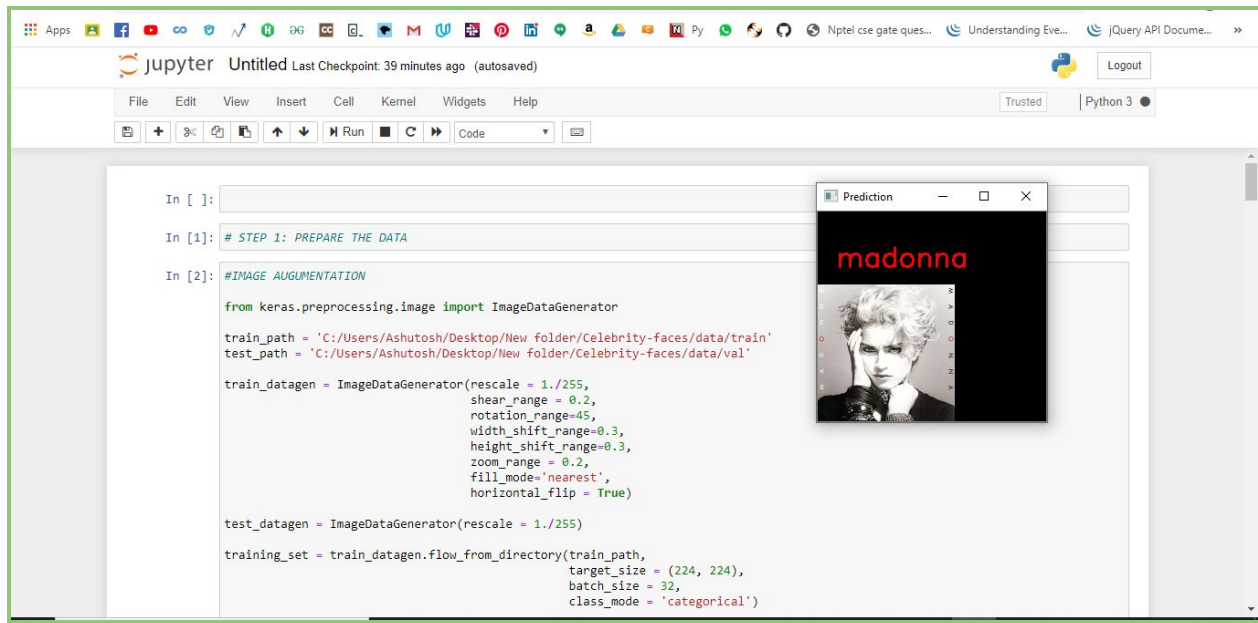 Apps
Py
Nptel cse gate ques...
Understanding Eve...
jQuery API Docume...
»
jupyter Untitled Last Checkpoint: 39 minutes ago (autosaved)
Logout
File Edit View Insert Cell Kernel Widgets Help
Trusted
Python 3
Run
Code
In [ ]:
In [1]: # STEP 1: PREPARE THE DATA
In [2]: #IMAGE AUGUMENTATION
from keras.preprocessing.image import ImageDataGenerator
train_path = 'C:/Users/Ashutosh/Desktop/New folder/Celebrity-faces/data/train'
test_path = 'C:/Users/Ashutosh/Desktop/New folder/Celebrity-faces/data/val'
train_datagen = ImageDataGenerator(rescale = 1./255,
shear_range = 0.2,
rotation_range=45,
width_shift_range=0.3,
height_shift_range=0.3,
zoom_range = 0.2,
fill_mode='nearest',
horizontal_flip = True)
test_datagen = ImageDataGenerator(rescale = 1./255)
training_set = train_datagen.flow_from_directory(train_path,
target_size = (224, 224),
batch_size = 32,
class_mode = 'categorical')
Prediction
madonna